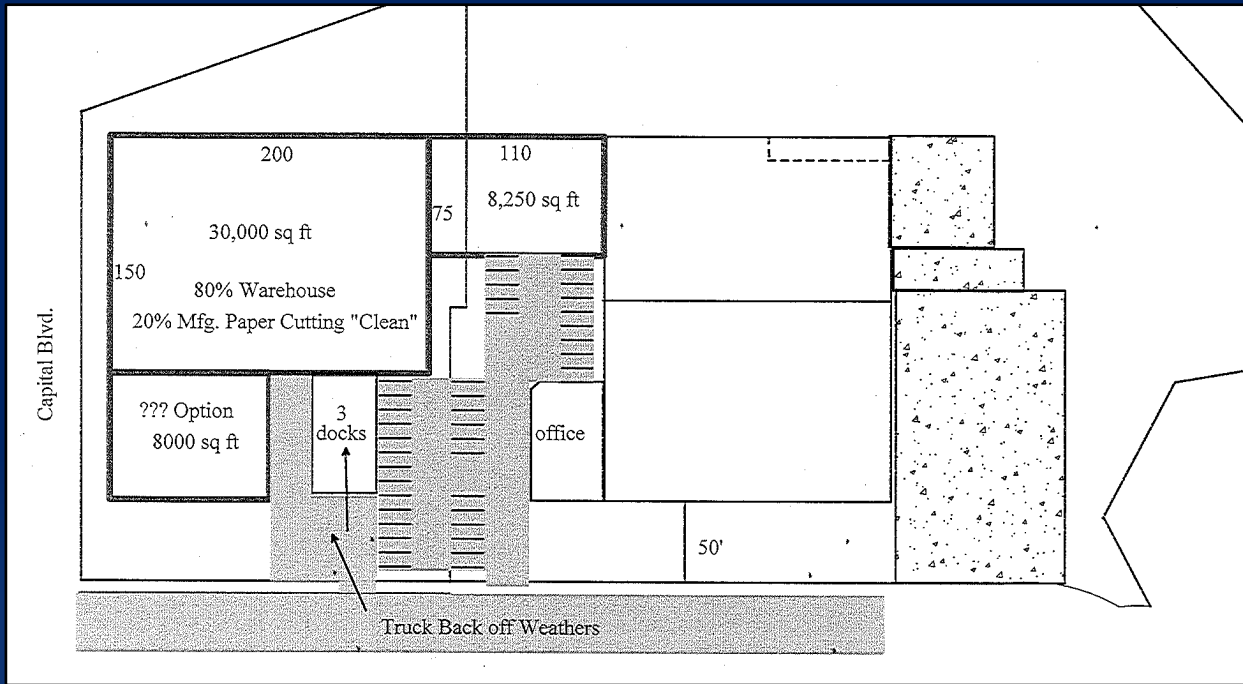 200
110
8,250 sq ft
75
30,000 sq ft
150
80% Warehouse
20% Mfg. Paper Cutting "Clean"
Capital Blvd.
??? Option
8000 sq ft
3
docks
office
50'
Truck Back off Weathers